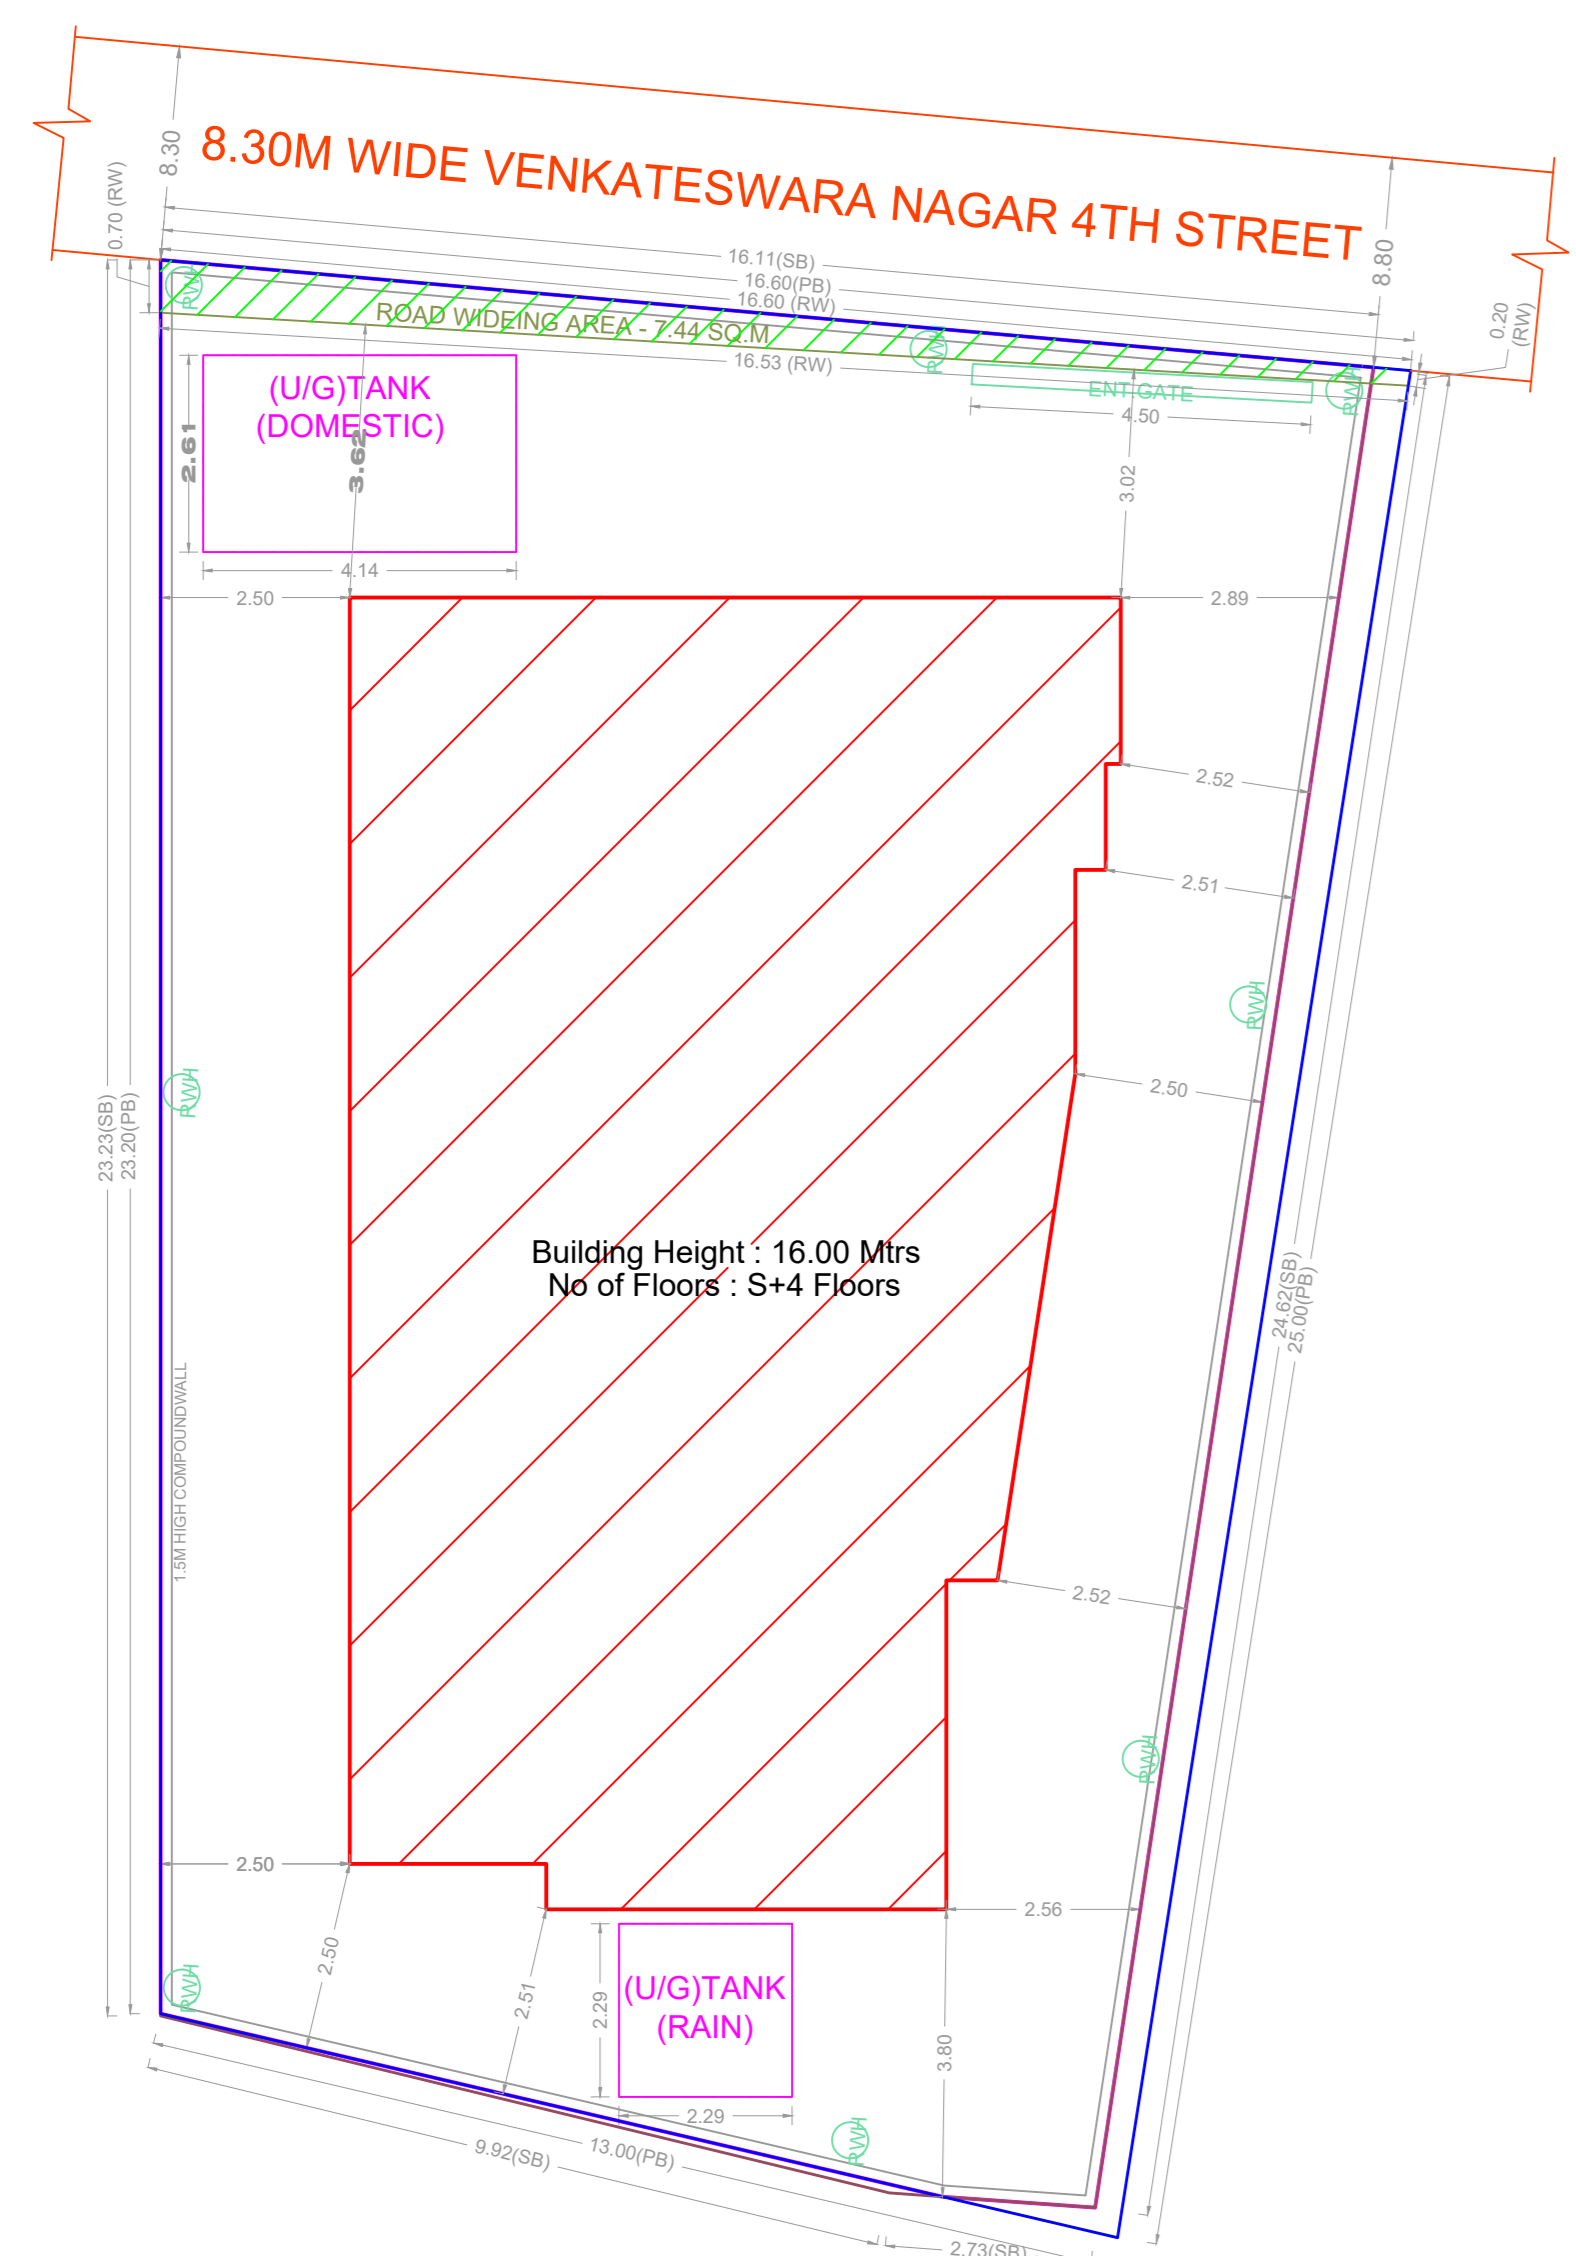 8.30
8.30M WIDE VENKATESWARA NAGAR 4TH STREET
8.80
0.70 (RW)
16.11(SB)
16.60(PB)
16.60 (RW)
0.20
(RW)
RWH
ROAD WIDEING AREA - 7.44 SQ.M
RWH
16.53 (RW)
RWH
ENT.GATE
4.50
(U/G)TANK
(DOMESTIC)
2.61
3.62
3.02
4.14
2.50
2.89
2.52
2.51
RWH
2.50
RWH
23.23(SB)
23.20(PB)
Building Height : 16.00 Mtrs
No of Floors : S+4 Floors
24.62(SB)
25.00(PB)
1.5M HIGH COMPOUNDWALL
2.52
RWH
2.50
2.56
2.50
2.51
RWH
2.29
(U/G)TANK
(RAIN)
3.80
2.29
RWH
9.92(SB)
13.00(PB)
2.73(SB)